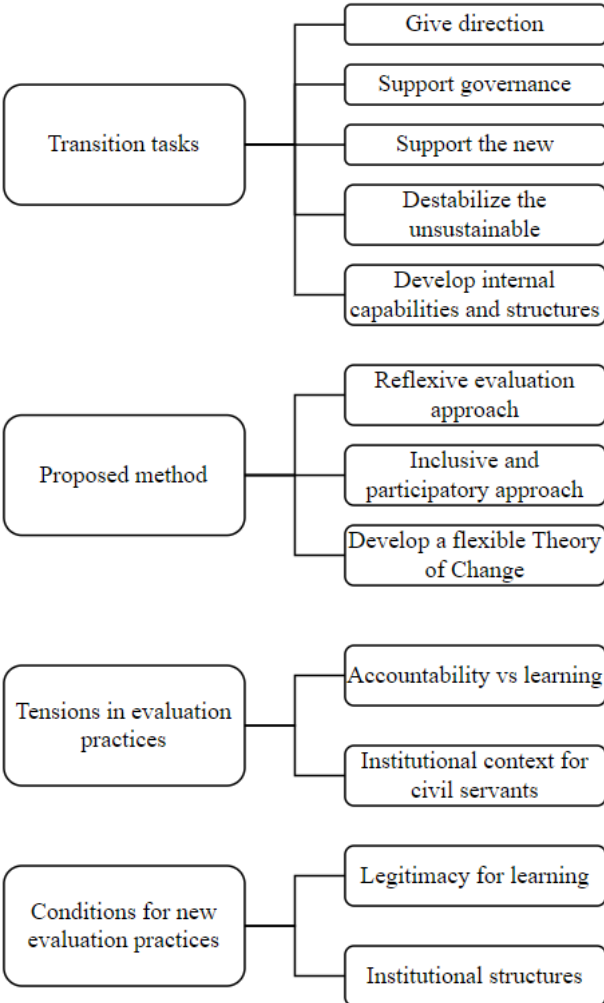 Give direction
Support governance
Transition tasks
Support the new
Destabilize the
unsustainable
Develop internal
capabilities and structures
Reflexive evaluation
approach
Proposed method
Inclusive and
participatory approach
Develop a flexible Theory
of Change
Tensions in evaluation
practices
Accountability vs learning
Institutional context for
civil servants
Conditions for new
evaluation practices
Legitimacy for learning
Institutional structures